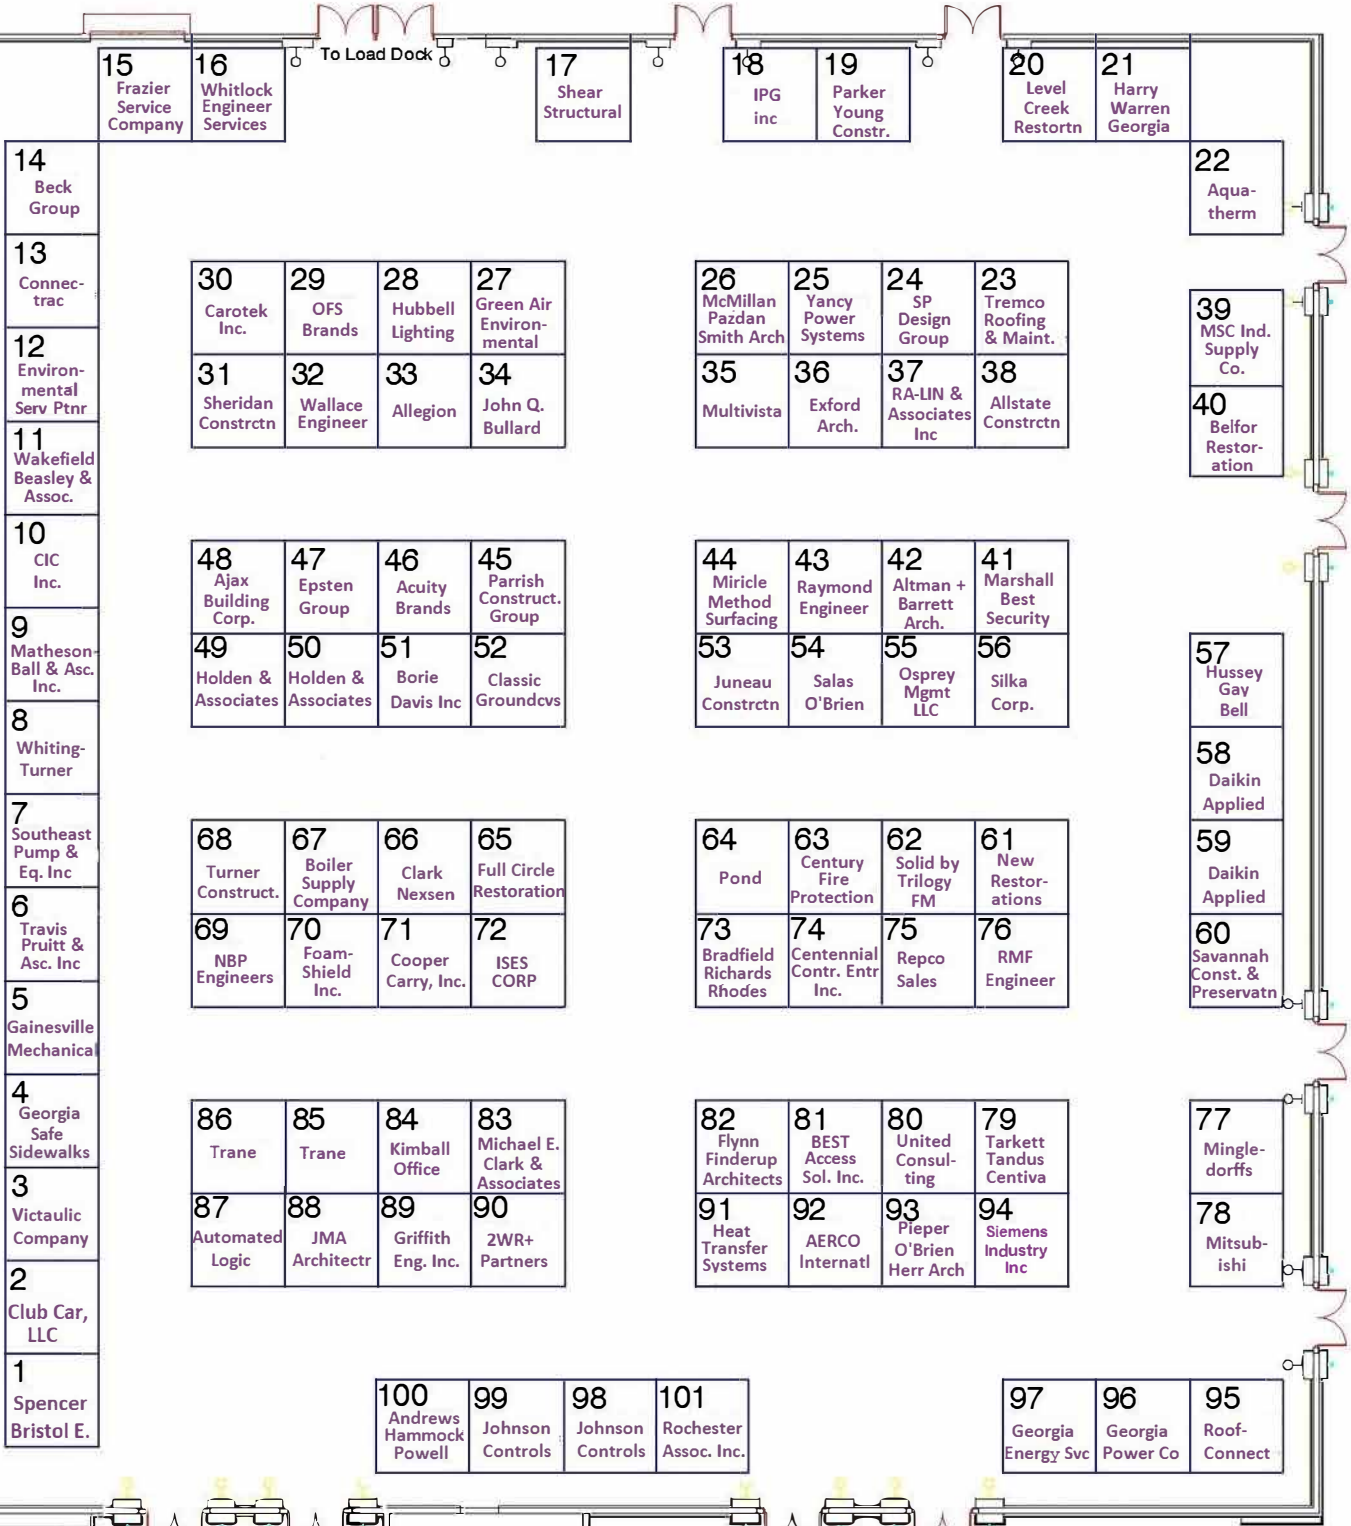 To Load Dock
15
Frazier
Service
Company
16
Whitlock
Engineer
Services
17
Shear
Structural
18
IPG
inc
19
Parker
Young
Constr.
20
Level
Creek
Restortn
21
Harry
Warren
Georgia
14
Beck
Group
22
Aqua-
therm
13
Connec-
trac
30
Carotek
Inc.
29
OFS
Brands
28
Hubbell
Lighting
27
Green Air
Environ-
mental
26
McMillan
Pazdan
Smith Arch
25
Yancy
Power
Systems
24
SP
Design
Group
23
Tremco
Roofing
& Maint.
39
MSC Ind.
Supply
Co.
12
Environ-
mental
Serv Ptnr
31
Sheridan
Constrctn
32
Wallace
Engineer
33
Allegion
34
John Q.
Bullard
35
Multivista
36
Exford
Arch.
37
RA-LIN &
Associates
Inc
38
Allstate
Constrctn
40
Belfor
Restor-
ation
11
Wakefield
Beasley &
Assoc.
10
CIC
Inc.
48
Ajax
Building
Corp.
47
Epsten
Group
46
Acuity
Brands
45
Parrish
Construct.
Group
44
Miricle
Method
Surfacing
43
Raymond
Engineer
42
Altman +
Barrett
Arch.
41
Marshall
Best
Security
9
Matheson-
Ball & Asc.
Inc.
49
Holden &
Associates
50
Holden &
Associates
51
Borie
Davis Inc
52
Classic
Groundcvs
53
Juneau
Constrctn
54
Salas
O'Brien
55
Osprey
Mgmt
LLC
56
Silka
Corp.
57
Hussey
Gay
Bell
8
Whiting-
Turner
58
Daikin
Applied
7
Southeast
Pump &
Eq. Inc
68
Turner
Construct.
67
Boiler
Supply
Company
66
Clark
Nexsen
65
Full Circle
Restoration
64
Pond
63
Century
Fire
Protection
62
Solid by
Trilogy
FM
61
New
Restor-
ations
59
Daikin
Applied
6
Travis
Pruitt &
Asc. Inc
69
NBP
Engineers
70
Foam-
Shield
Inc.
71
Cooper
Carry, Inc.
72
ISES
CORP
73
Bradfield
Richards
Rhodes
74
Centennial
Contr. Entr
Inc.
75
Repco
Sales
76
RMF
Engineer
60
Savannah
Const. &
Preservatn
5
Gainesville
Mechanical
4
Georgia
Safe
Sidewalks
86
Trane
85
Trane
84
Kimball
Office
83
Michael E.
Clark &
Associates
82
Flynn
Finderup
Architects
81
BEST
Access
Sol. Inc.
80
United
Consul-
ting
79
Tarkett
Tandus
Centiva
77
Mingle-
dorffs
3
Victaulic
Company
87
Automated
Logic
88
JMA
Architectr
89
Griffith
Eng. Inc.
90
2WR+
Partners
91
Heat
Transfer
Systems
92
AERCO
Internatl
93
Pieper
O'Brien
Herr Arch
94
Siemens
Industry
Inc
78
Mitsub-
ishi
2
Club Car,
LLC
1
Spencer
Bristol E.
100
Andrews
Hammock
Powell
99
Johnson
Controls
98
Johnson
Controls
101
Rochester
Assoc. Inc.
97
Georgia
Energy Svc
96
Georgia
Power Co
95
Roof-
Connect